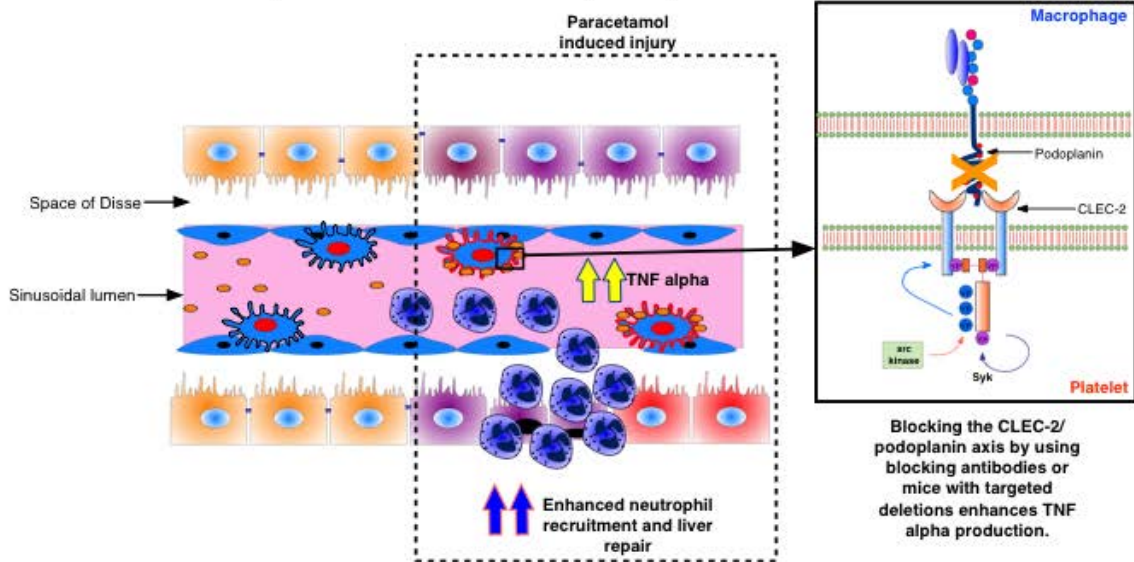 Paracetamol
induced injury
Space of Disse
Sinusoidal lumen
TNF alpha
Enhanced neutrophil
recruitment and liver
repair
Macrophage
Podoplanin
CLEC-2
src
kinase
Syk
Platelet
Blocking the CLEC-2/
podoplanin axis by using
blocking antibodies or
mice with targeted
deletions enhances TNF
alpha production.